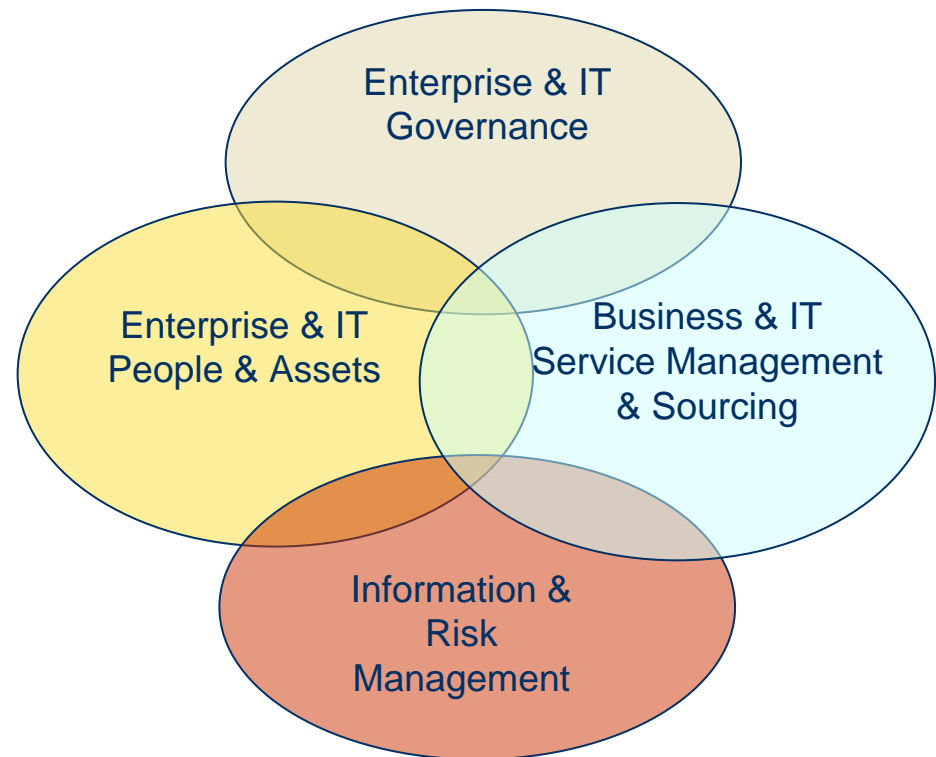 Enterprise & IT
Governance
Enterprise & IT
People & Assets
Business & IT
Service Management
& Sourcing
Information &
Risk
Management